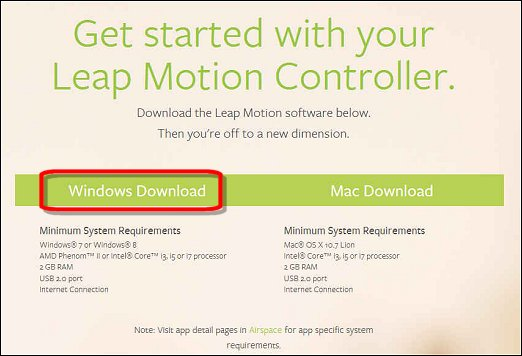 Get started with your
Leap Motion Controller.
Download the Leap Motion software below.
Then you're off to a new dimension.
Windows Download
Mac Download
Minimum System Requirements
Windows® 7 or Windows® 8
AMD Phenom™ II or Intel® Core™ i3, i5 or i7 processor
2 GB RAM
USB 2.0 port
Internet Connection
Minimum System Requirements
Mac® OS X 10.7 Lion
Intel® Core™ i3, i5 or i7 processor
2 GB RAM
USB 2.0 port
Internet Connection
Note: Visit app detail pages in Airspace for app specific system
requirements.